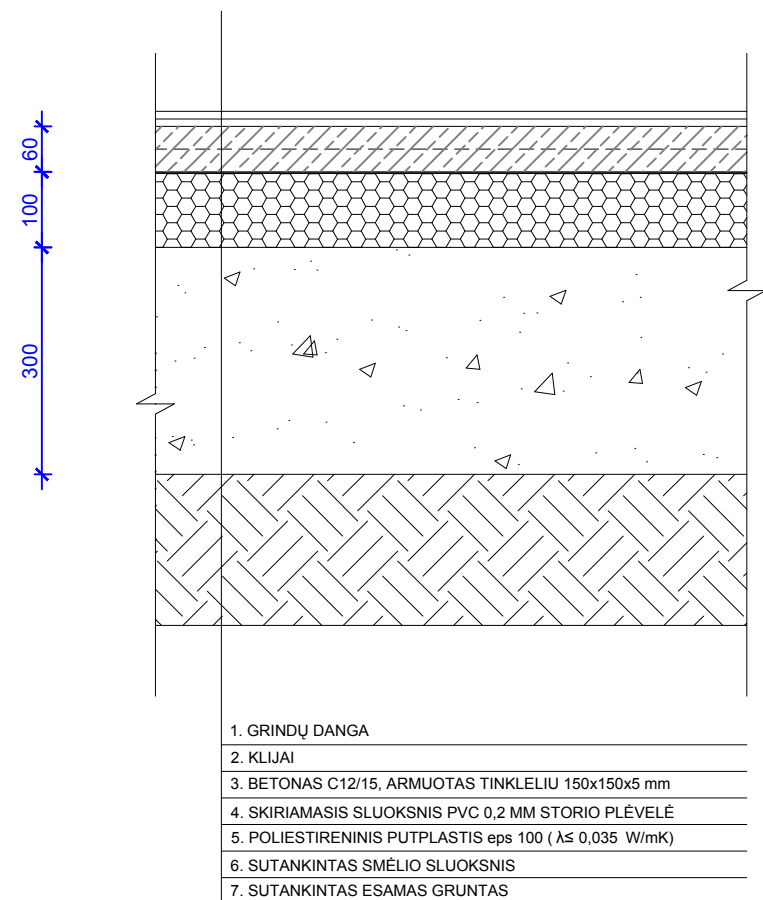 60
100
300
1. GRINDŲ DANGA
2. KLIJAI
3. BETONAS C12/15, ARMUOTAS TINKLELIU 150x150x5 mm
4. SKIRIAMASIS SLUOKSNIS PVC 0,2 MM STORIO PLĖVELĖ
5. POLIESTIRENINIS PUTPLASTIS eps 100 ( λ≤ 0,035 W/mK)
6. SUTANKINTAS SMĖLIO SLUOKSNIS
7. SUTANKINTAS ESAMAS GRUNTAS